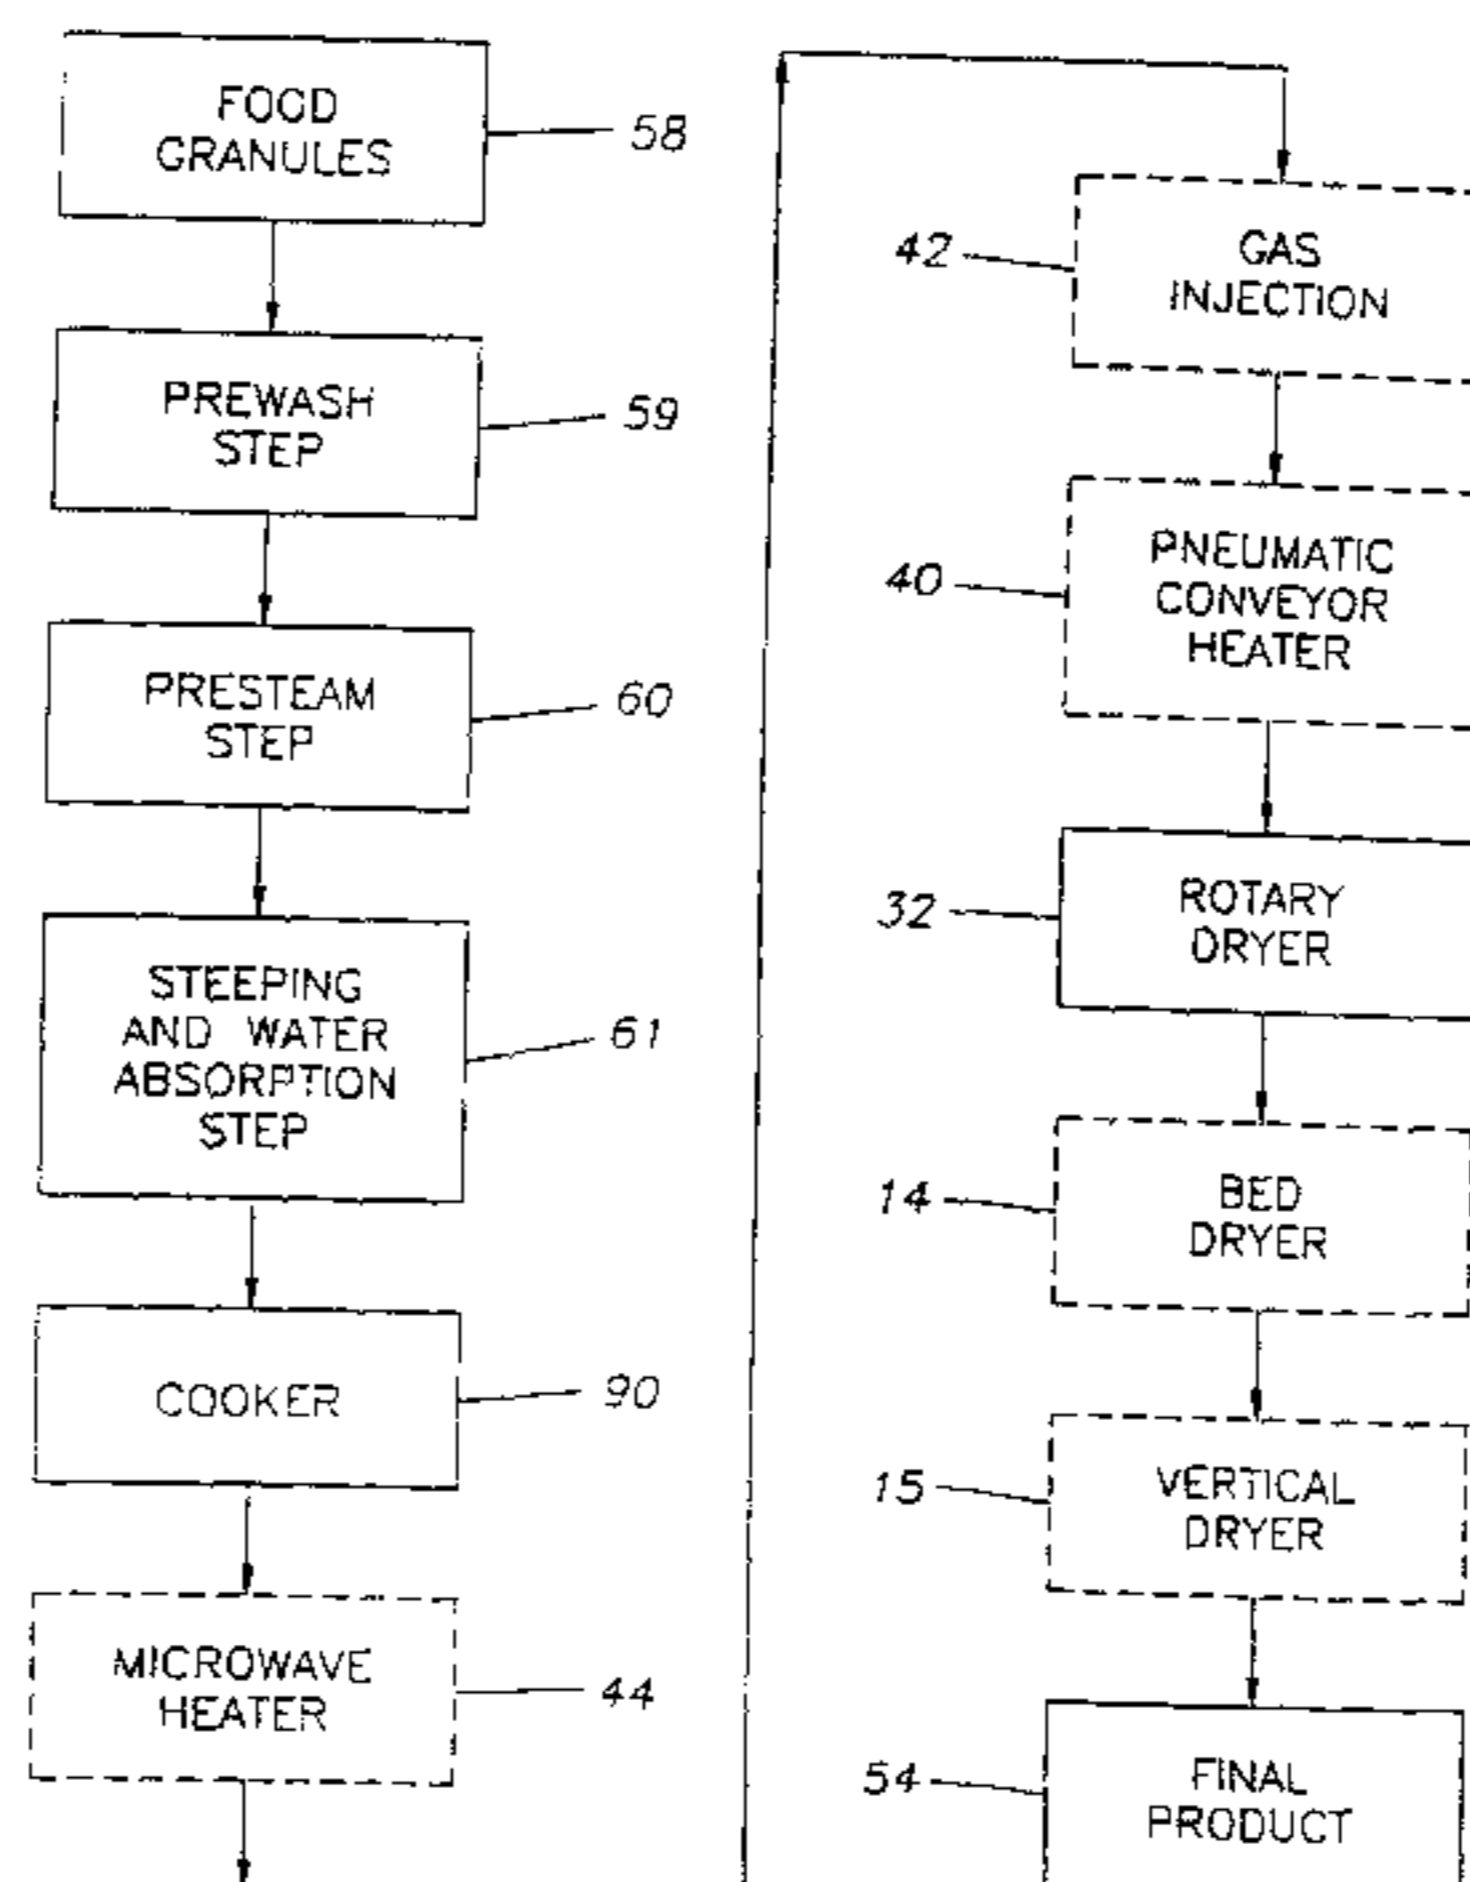 FOOD
GRANULES
58
PREWASH
STEP
59
PRESTEAM
STEP
60
STEEPING
AND WATER
ABSORPTION
STEP
61
COOKER
90
MICROWAVE
HEATER
44
GAS
INJECTION
42
PNEUMATIC
CONVEYOR
HEATER
40
ROTARY
DRYER
32
BED
DRYER
14
VERTICAL
DRYER
15
FINAL
PRODUCT
54